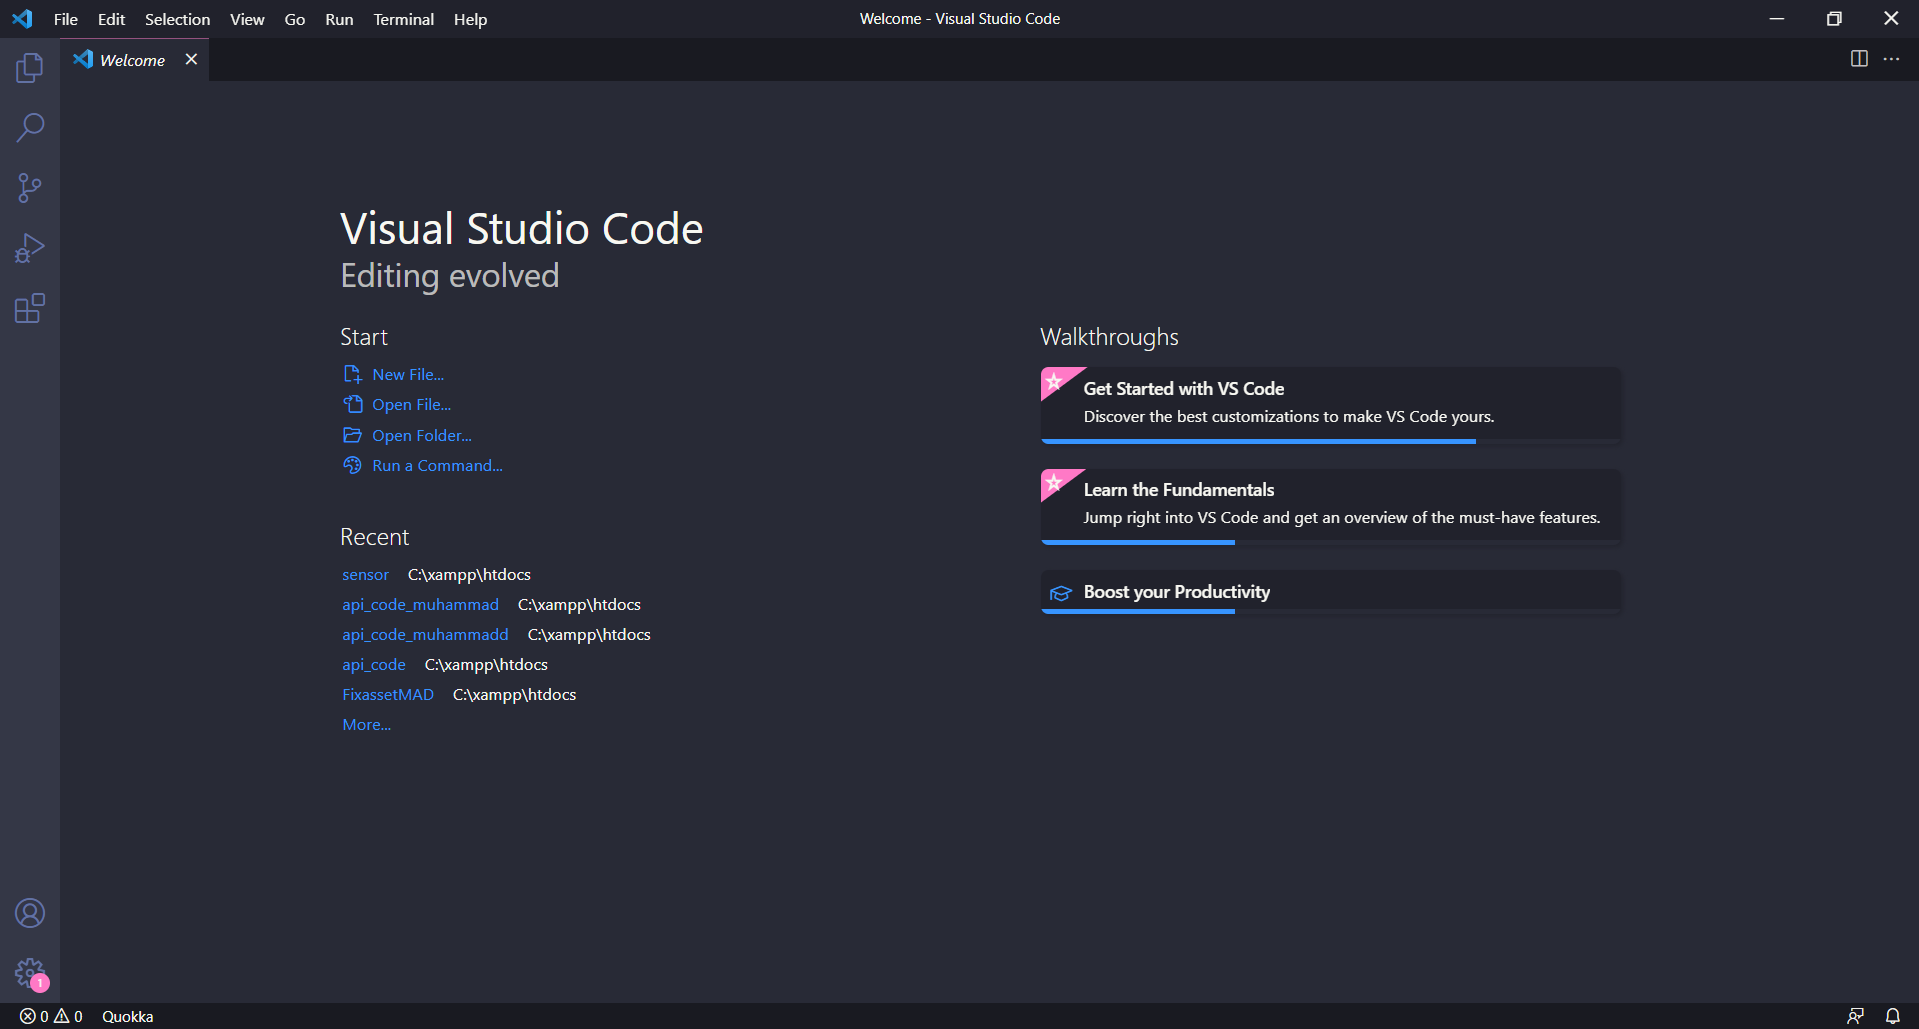 File Edit Selection View Go Run Terminal Help
Welcome - Visual Studio Code
Welcome
Visual Studio Code
Editing evolved
Start
New File...
Open File...
Open Folder...
Run a Command...
Recent
sensor C:\xampp\htdocs
api_code_muhammad C:\xampp\htdocs
api_code_muhammadd C:\xampp\htdocs
api_code C:\xampp\htdocs
FixassetMAD C:\xampp\htdocs
More...
Walkthroughs
Get Started with VS Code
Discover the best customizations to make VS Code yours.
Learn the Fundamentals
Jump right into VS Code and get an overview of the must-have features.
Boost your Productivity
1
0 0 Quokka